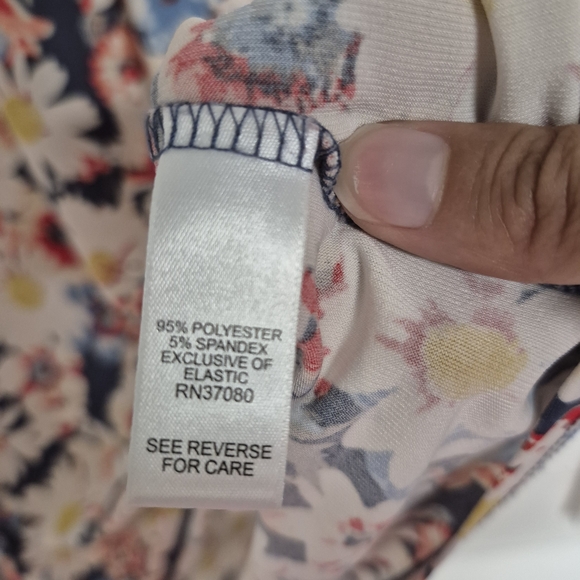 95% POLYESTER
5% SPANDEX
EXCLUSIVE OF
ELASTIC
RN37080
SEE REVERSE
FOR CARE